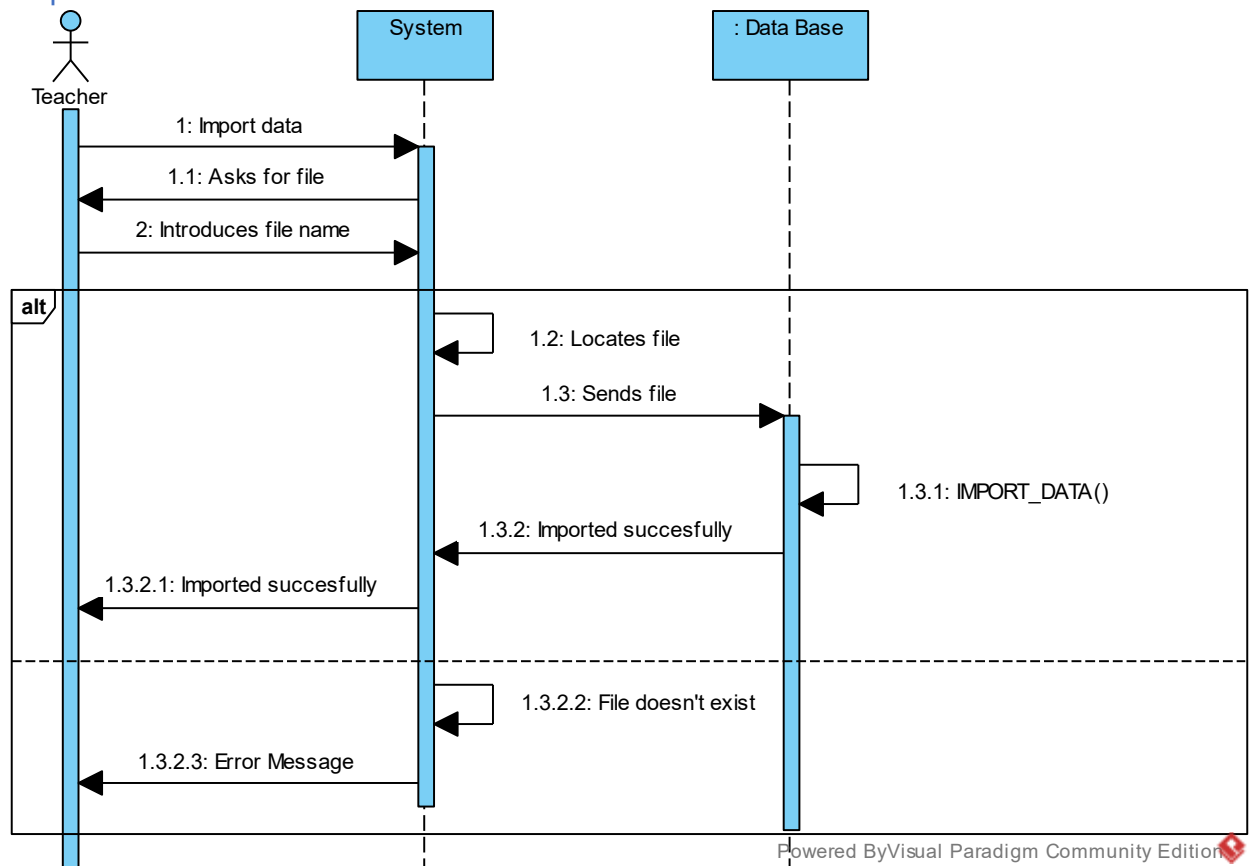 Teacher
System
: Data Base
1: Import data
1.1: Asks for file
2: Introduces file name
alt
1.2: Locates file
1.3: Sends file
1.3.1: IMPORT_DATA()
1.3.2: Imported succesfully
1.3.2.1: Imported succesfully
1.3.2.2: File doesn't exist
1.3.2.3: Error Message
Powered ByVisual Paradigm Community Edition